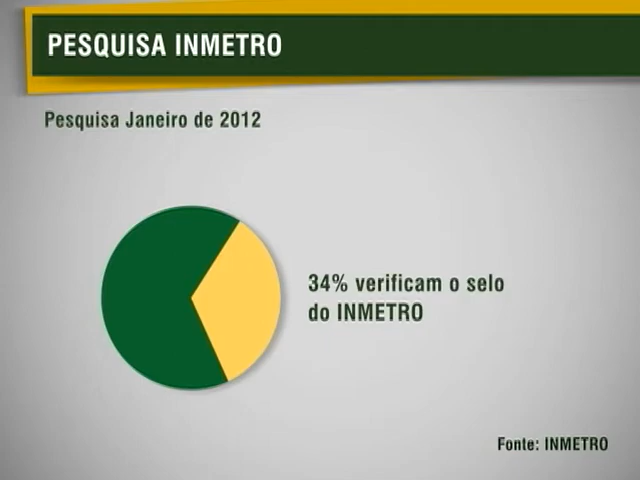 PESQUISA INMETRO
Pesquisa Janeiro de 2012
34% verificam o selo
do INMETRO
Fonte: INMETRO